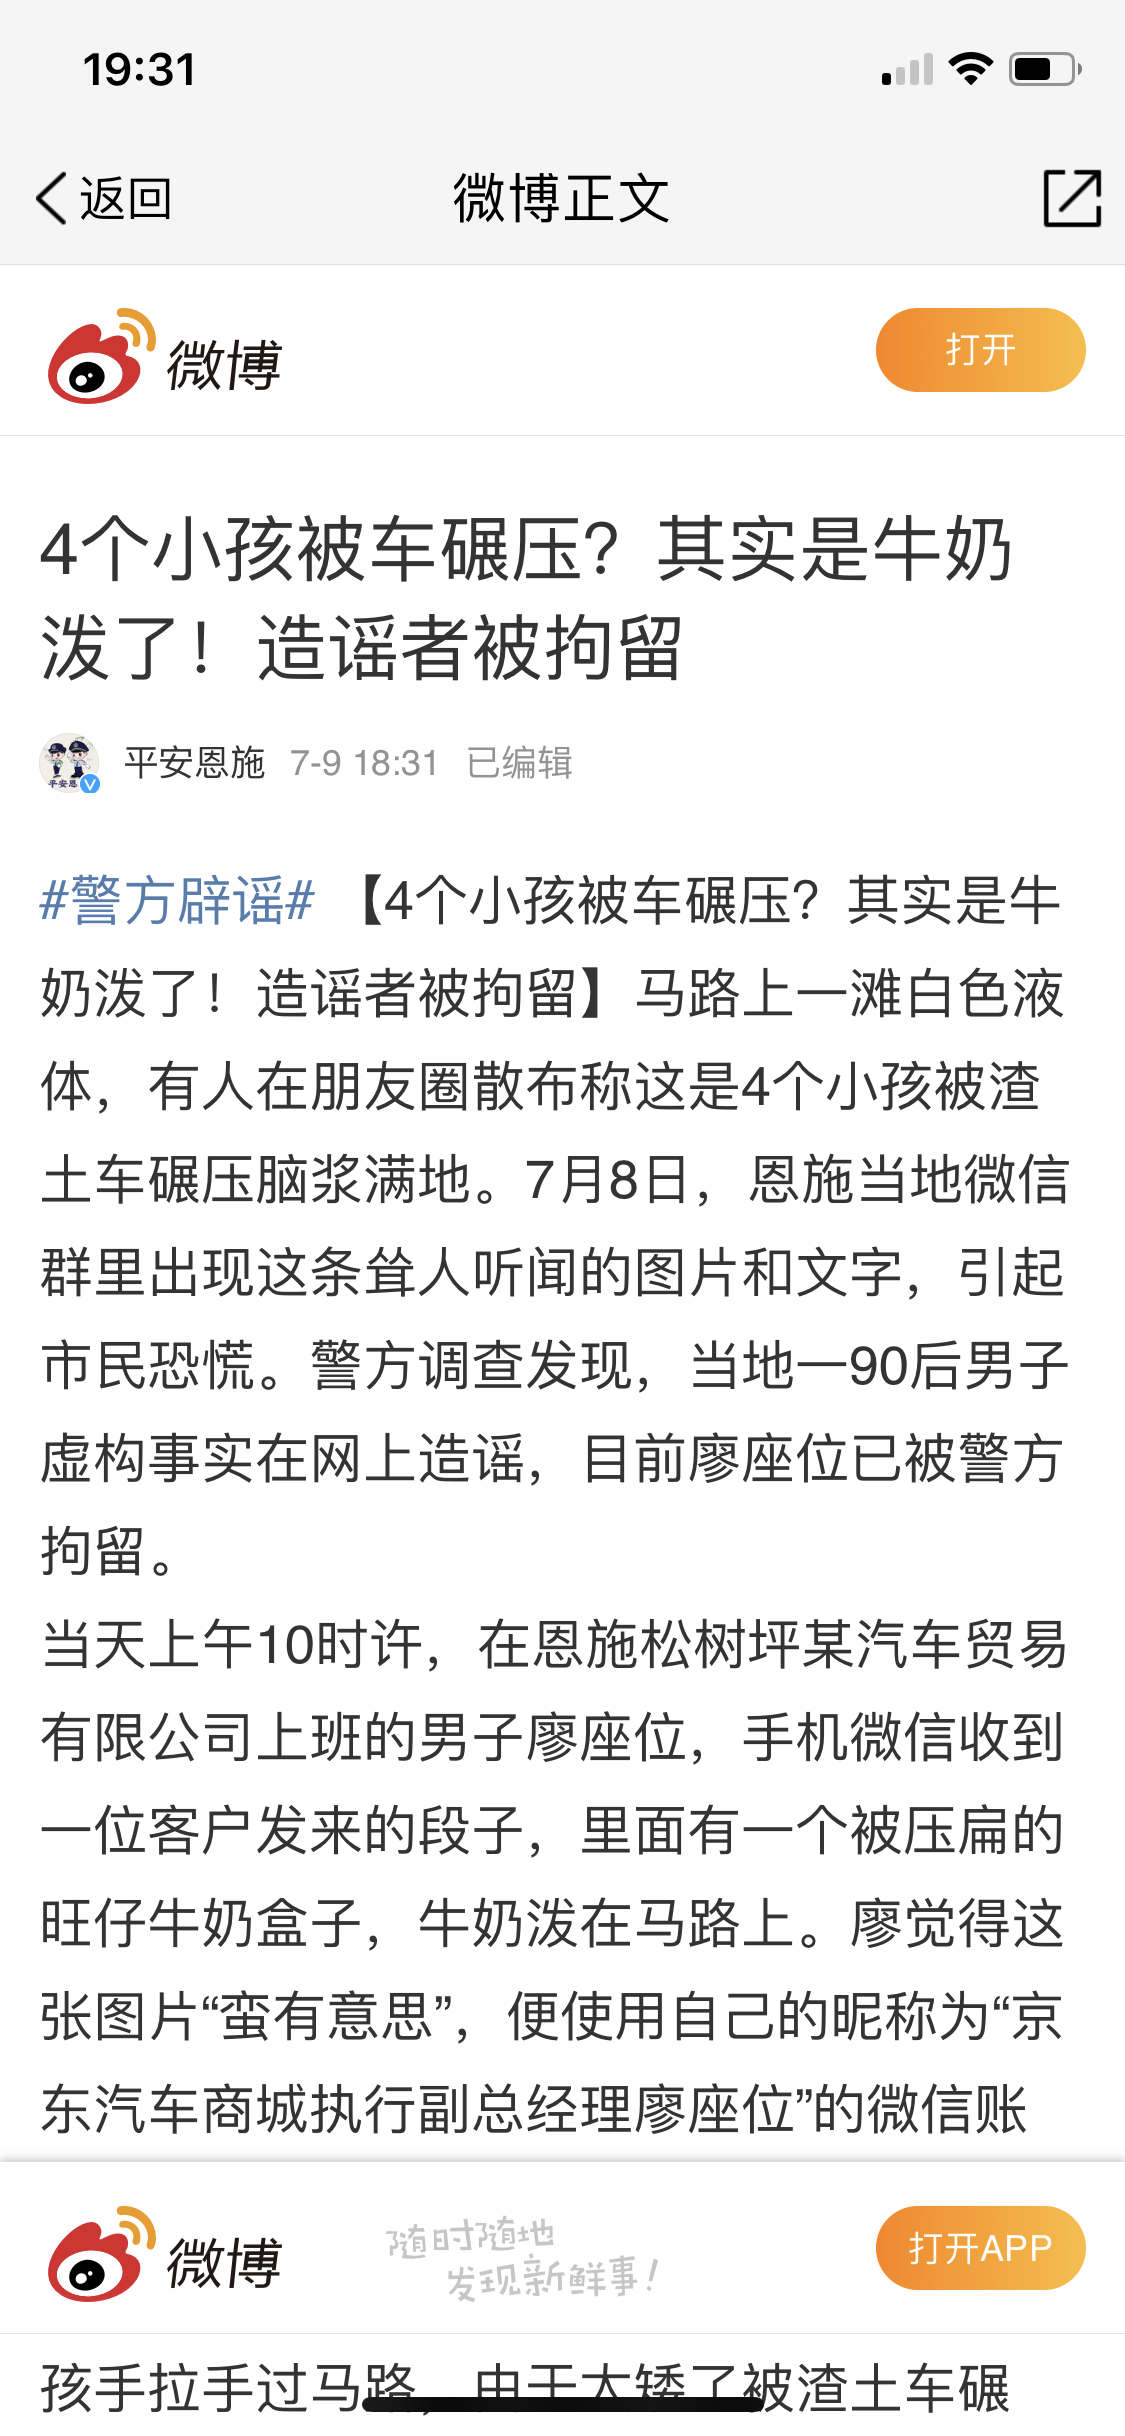 19:31
返回
微博正文
微博
打开
4个小孩被车碾压？其实是牛奶
泼了！造谣者被拘留
平安恩施 7-9 18:31 已编辑
平安恩
#警方辟谣# 【4个小孩被车碾压？其实是牛
奶泼了！造谣者被拘留】马路上一滩白色液
体，有人在朋友圈散布称这是4个小孩被渣
土车碾压脑浆满地。7月8日，恩施当地微信
群里出现这条耸人听闻的图片和文字，引起
市民恐慌。警方调查发现，当地一90后男子
虚构事实在网上造谣，目前廖座位已被警方
拘留。
当天上午10时许，在恩施松树坪某汽车贸易
有限公司上班的男子廖座位，手机微信收到
一位客户发来的段子，里面有一个被压扁的
旺仔牛奶盒子，牛奶泼在马路上。廖觉得这
张图片“蛮有意思”，便使用自己的昵称为“京
东汽车商城执行副总经理廖座位”的微信账
微博
随时随地
发现新鲜事！
打开APP
孩手拉手过马路，由于太矮了被渣土车碾